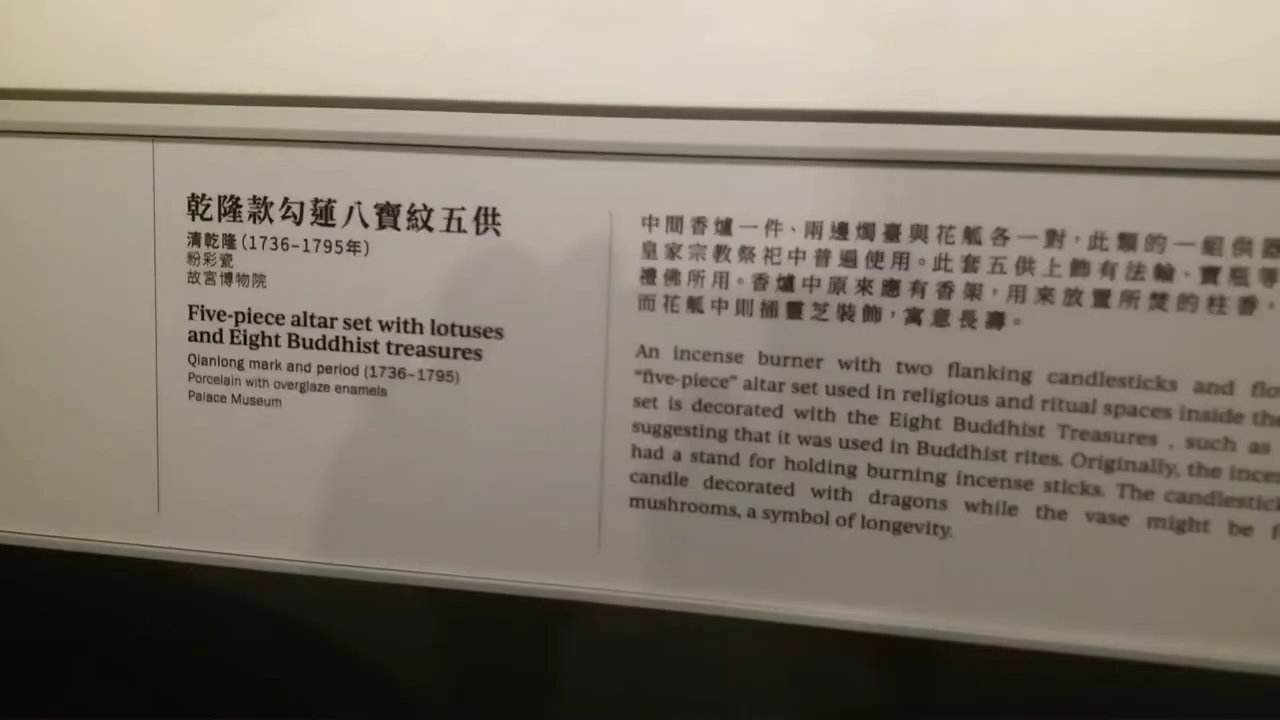 乾隆款勾蓮八寶紋五供
清乾隆(1736-1795年)
粉彩瓷
故宮博物院
Five-piece altar set with lotuses
and Eight Buddhist treasures
Qianlong mark and period (1736-1795)
Porcelain with overglaze enamels
Palace Museum
中間香爐一件、兩邊燭臺與花觚各一對，此類的一組供器
皇家宗教祭祀中普遍使用。此套五供上飾有法輪、寶瓶等
禮佛所用。香爐中原來應有香架，用來放置所焚的柱香。
而花觚中則插靈芝裝飾，寓意長壽。
An incense burner with two flanking candlesticks and
"five-piece" altar set used in religious and ritual spaces inside the
set is decorated with the Eight Buddhist Treasures , such as
suggesting that it was used in Buddhist rites. Originally, the
had a stand for holding burning incense sticks. The
candle decorated with dragons while the vase might be
mushrooms, a symbol of longevity.